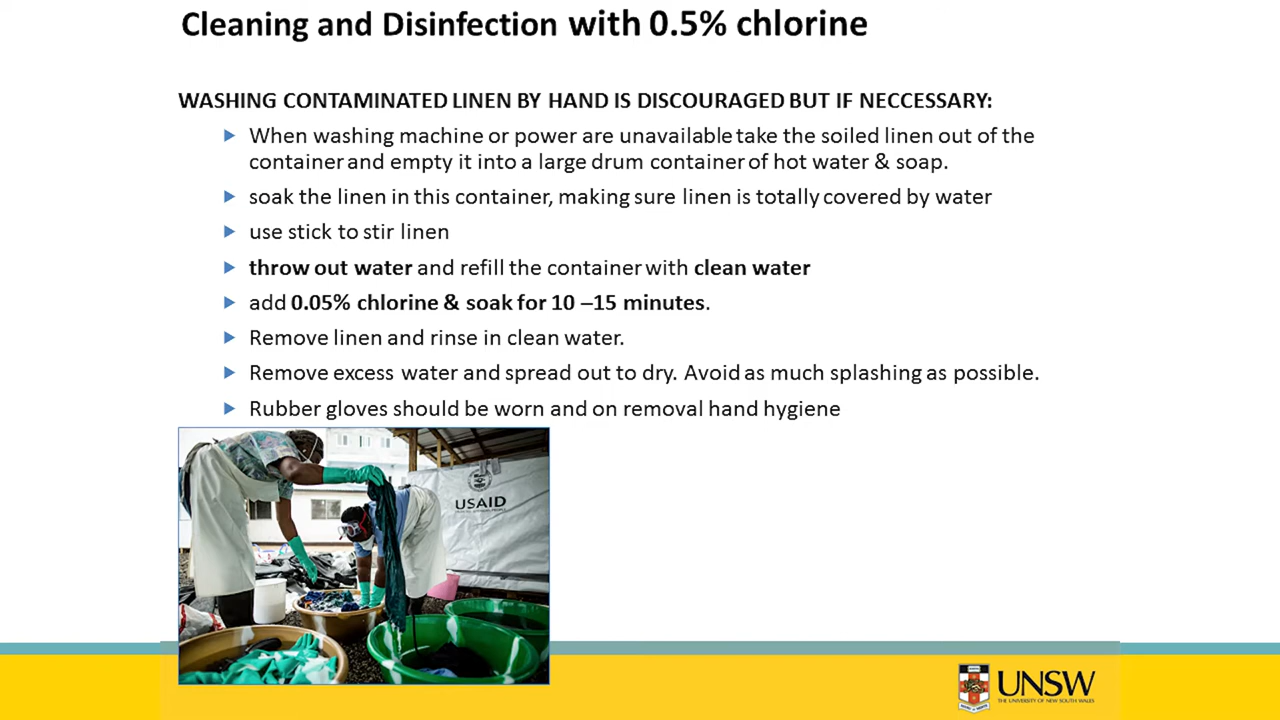 Cleaning and Disinfection with 0.5% chlorine
WASHING CONTAMINATED LINEN BY HAND IS DISCOURAGED BUT IF NECCESSARY:
When washing machine or power are unavailable take the soiled linen out of the
container and empty it into a large drum container of hot water & soap.
soak the linen in this container, making sure linen is totally covered by water
use stick to stir linen
throw out water and refill the container with clean water
add 0.05% chlorine & soak for 10 –15 minutes.
Remove linen and rinse in clean water.
Remove excess water and spread out to dry. Avoid as much splashing as possible.
Rubber gloves should be worn and on removal hand hygiene
USAID
UNSW
THE UNIVERSITY OF NEW SOUTH WALES